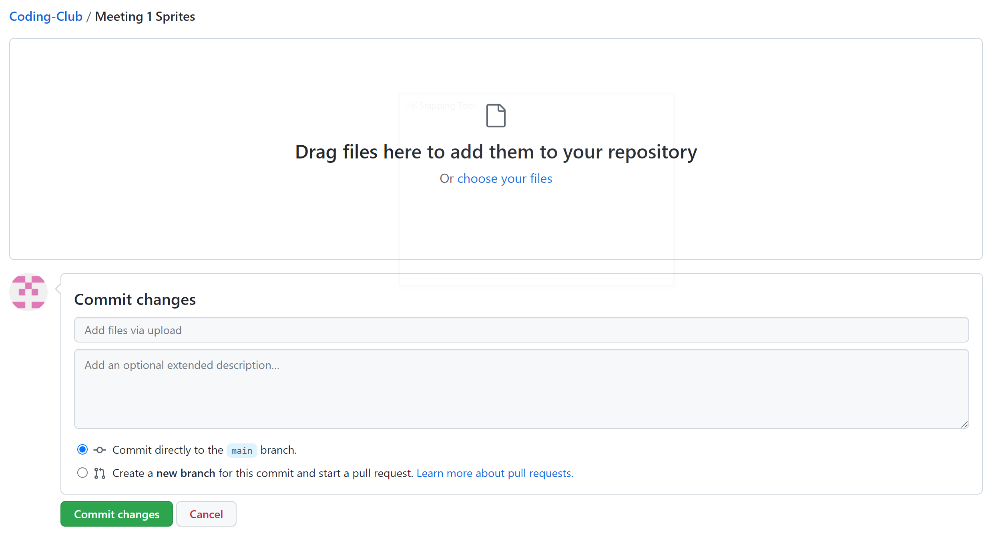 Coding-Club / Meeting 1 Sprites
Snipping Tool
Drag files here to add them to your repository
Or choose your files
Commit changes
Add files via upload
Add an optional extended description...
Commit directly to the main branch.
Create a new branch for this commit and start a pull request. Learn more about pull requests.
Commit changes Cancel